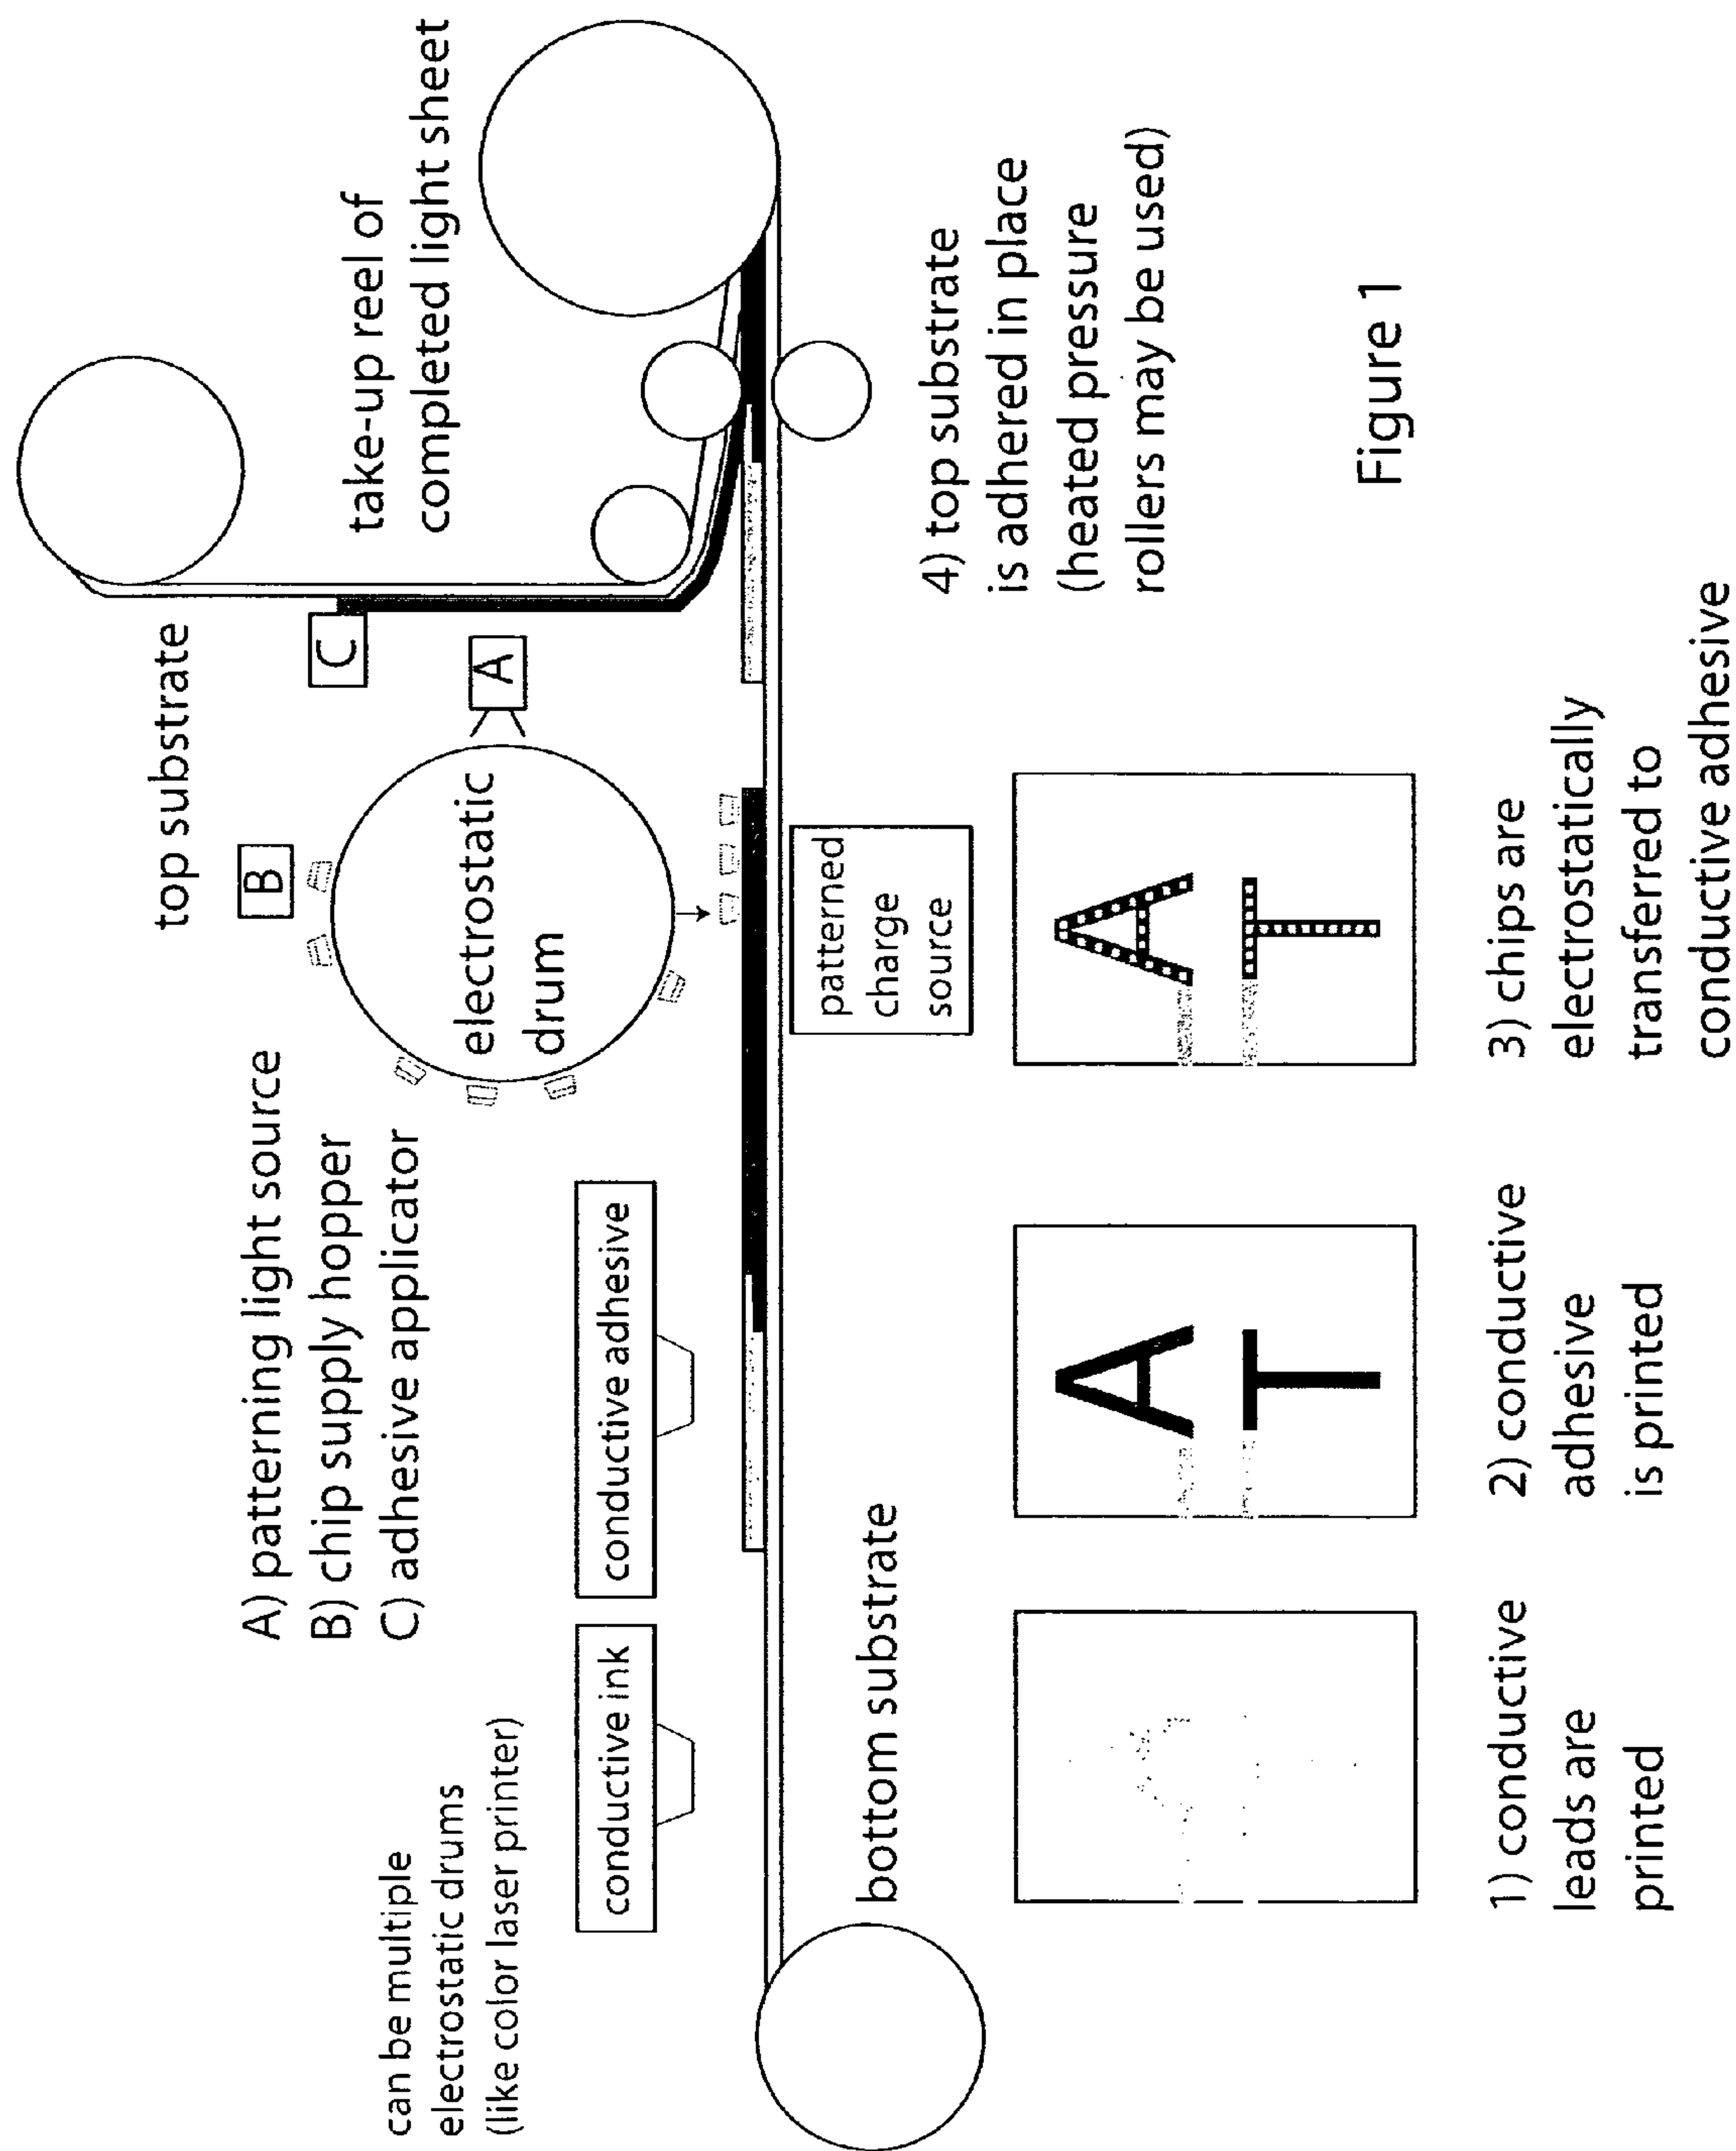 top substrate
take-up reel of
completed light sheet
A) patterning light source
B) chip supply hopper
C) adhesive applicator
B
C
A
can be multiple
electrostatic drums
(like color laser printer)
electrostatic
drum
conductive ink
conductive adhesive
patterned
charge
source
bottom substrate
A
T
A
T
1) conductive
leads are
printed
2) conductive
adhesive
is printed
3) chips are
electrostatically
transferred to
conductive adhesive
4) top substrate
is adhered in place
(heated pressure
rollers may be used)
Figure 1